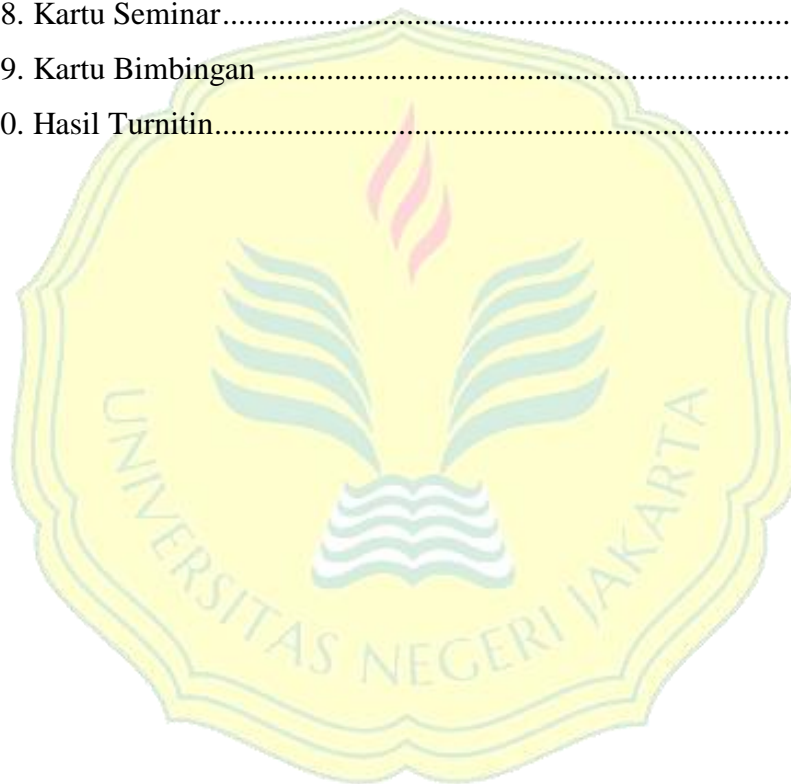 8. Kartu Seminar.......................................................................
9. Kartu Bimbingan ..................................................................
0. Hasil Turnitin........................................................................
UNIVERSITAS NEGERI JAKARTA